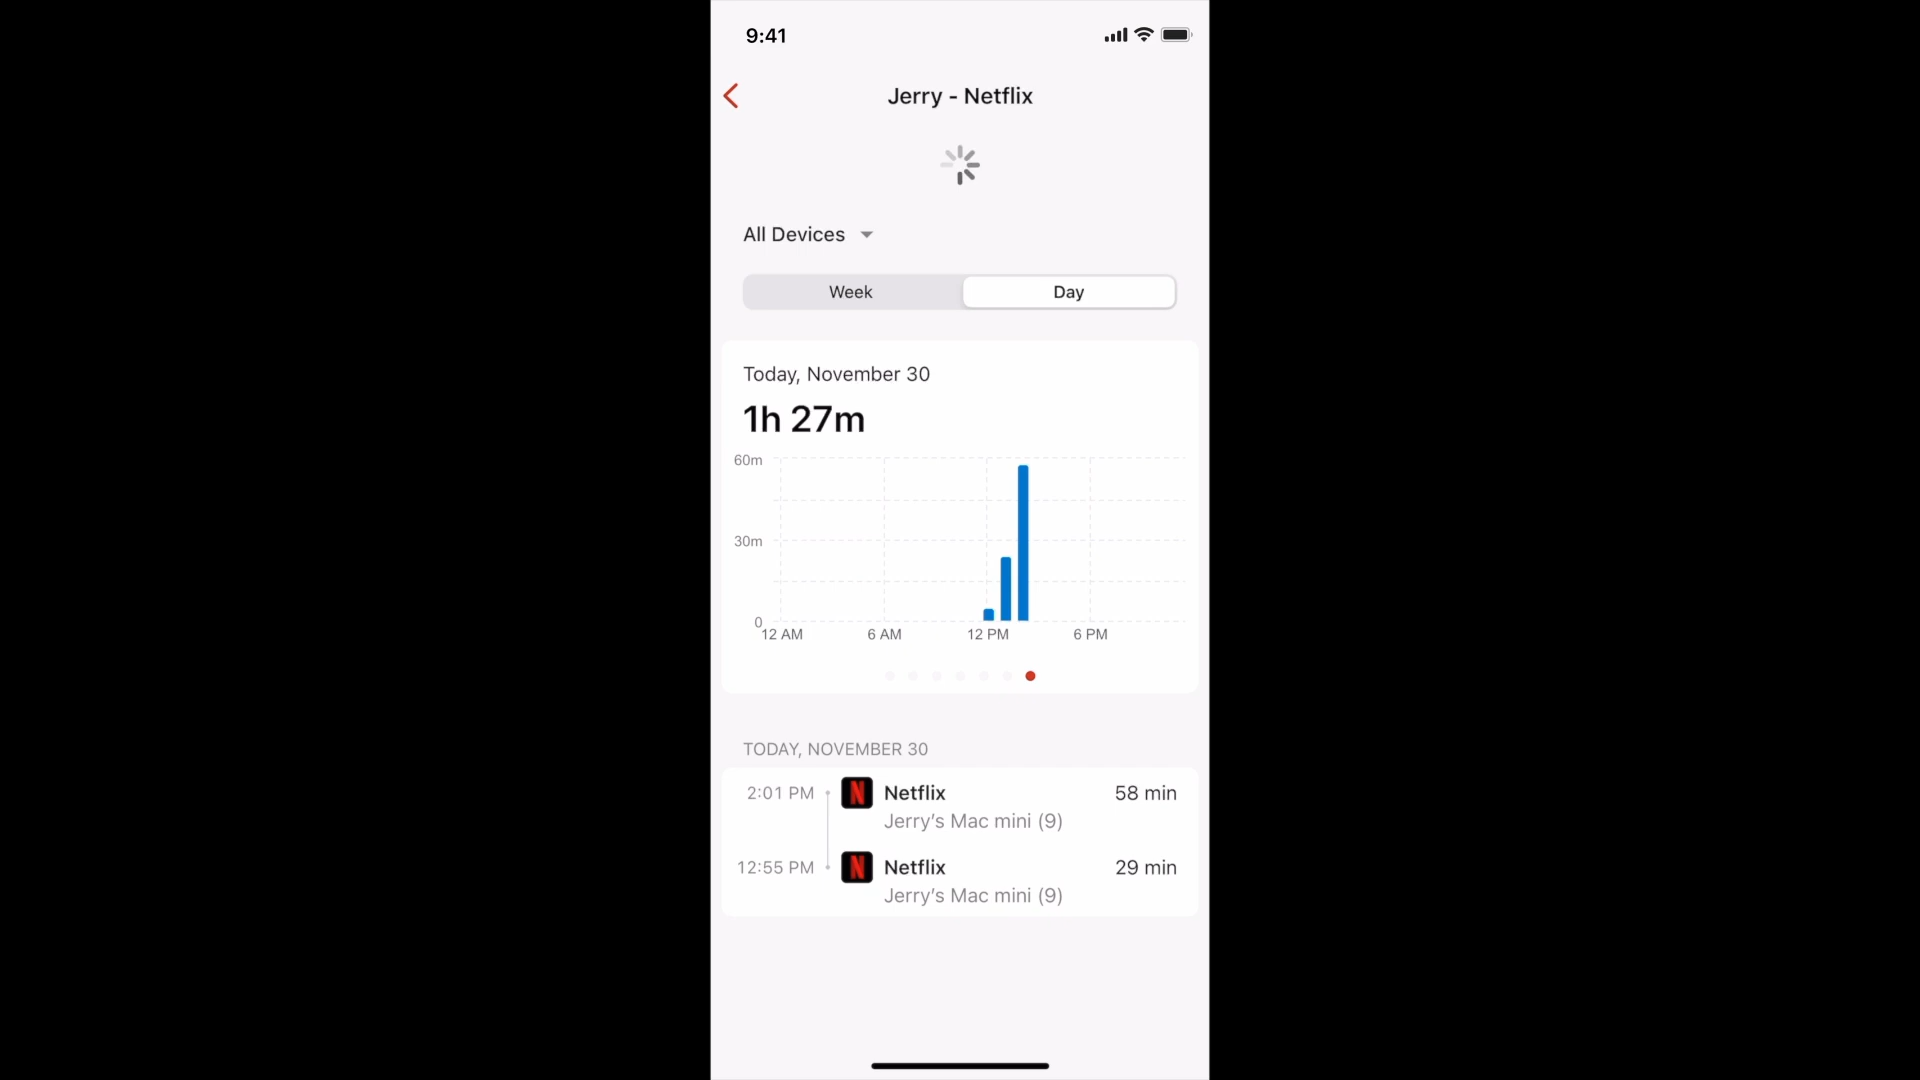 9:41
Jerry - Netflix
All Devices
Week Day
Today, November 30
1h 27m
60m
30m
0
12 AM 6 AM 12 PM 6 PM
TODAY, NOVEMBER 30
2:01 PM N Netflix 58 min
Jerry’s Mac mini (9)
12:55 PM N Netflix 29 min
Jerry’s Mac mini (9)